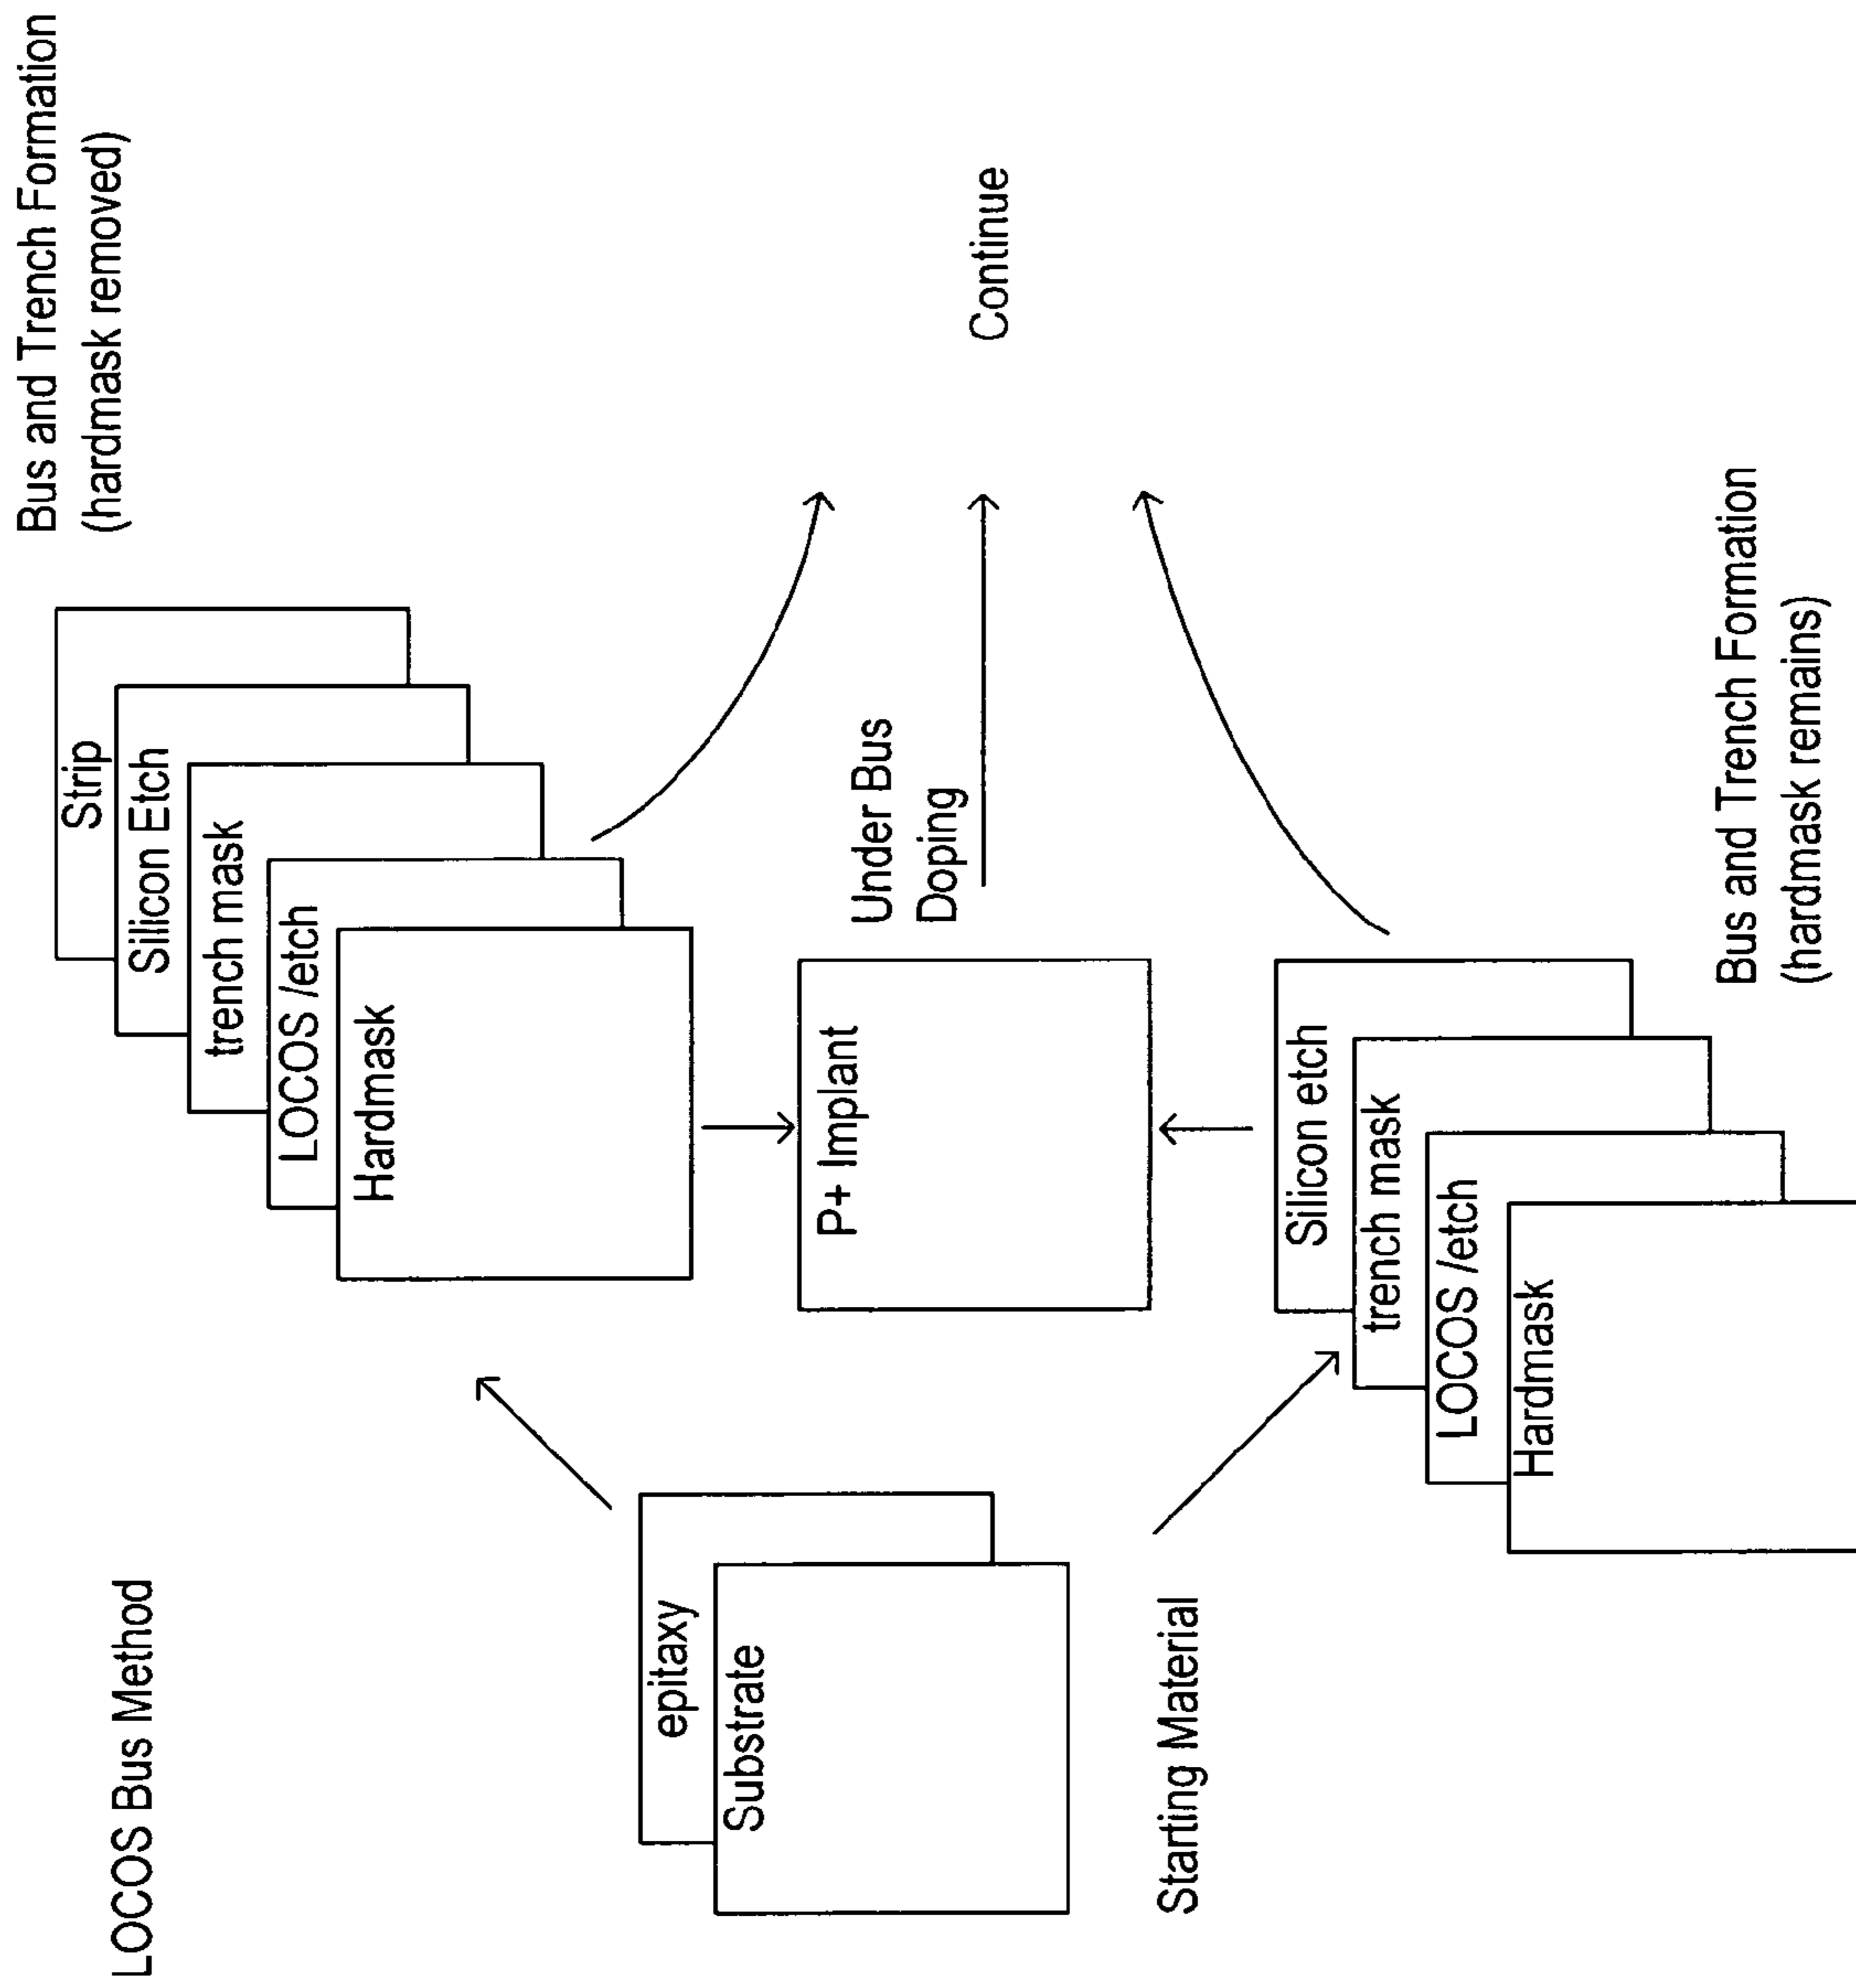 LOCOS Bus Method
Bus and Trench Formation
(hardmask removed)
Strip
Silicon Etch
trench mask
LOCOS /etch
Hardmask
epitaxy
Substrate
Starting Material
P+ Implant
Under Bus
Doping
Continue
Silicon etch
trench mask
LOCOS /etch
Hardmask
Bus and Trench Formation
(hardmask remains)